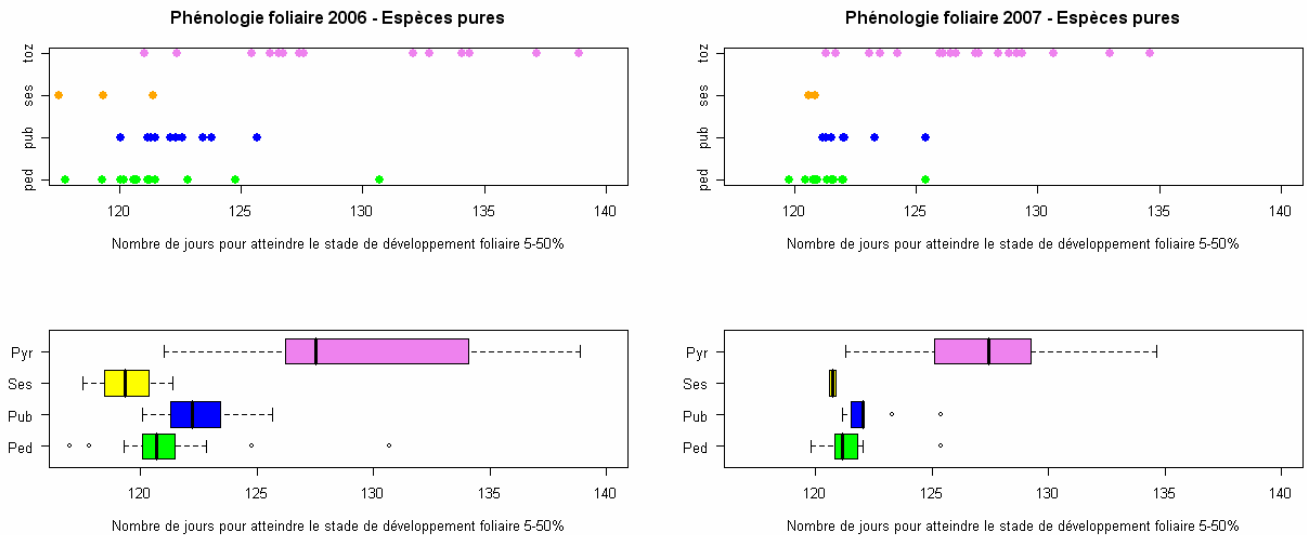 Phénologie foliaire 2006 - Espèces pures
toz
ses
pub
ped
120 125 130 135 140
Nombre de jours pour atteindre le stade de développement foliaire 5-50%
Phénologie foliaire 2007 - Espèces pures
toz
ses
pub
ped
120 125 130 135 140
Nombre de jours pour atteindre le stade de développement foliaire 5-50%
Pyr
Ses
Pub
Ped
120 125 130 135 140
Nombre de jours pour atteindre le stade de développement foliaire 5-50%
Pyr
Ses
Pub
Ped
120 125 130 135 140
Nombre de jours pour atteindre le stade de développement foliaire 5-50%